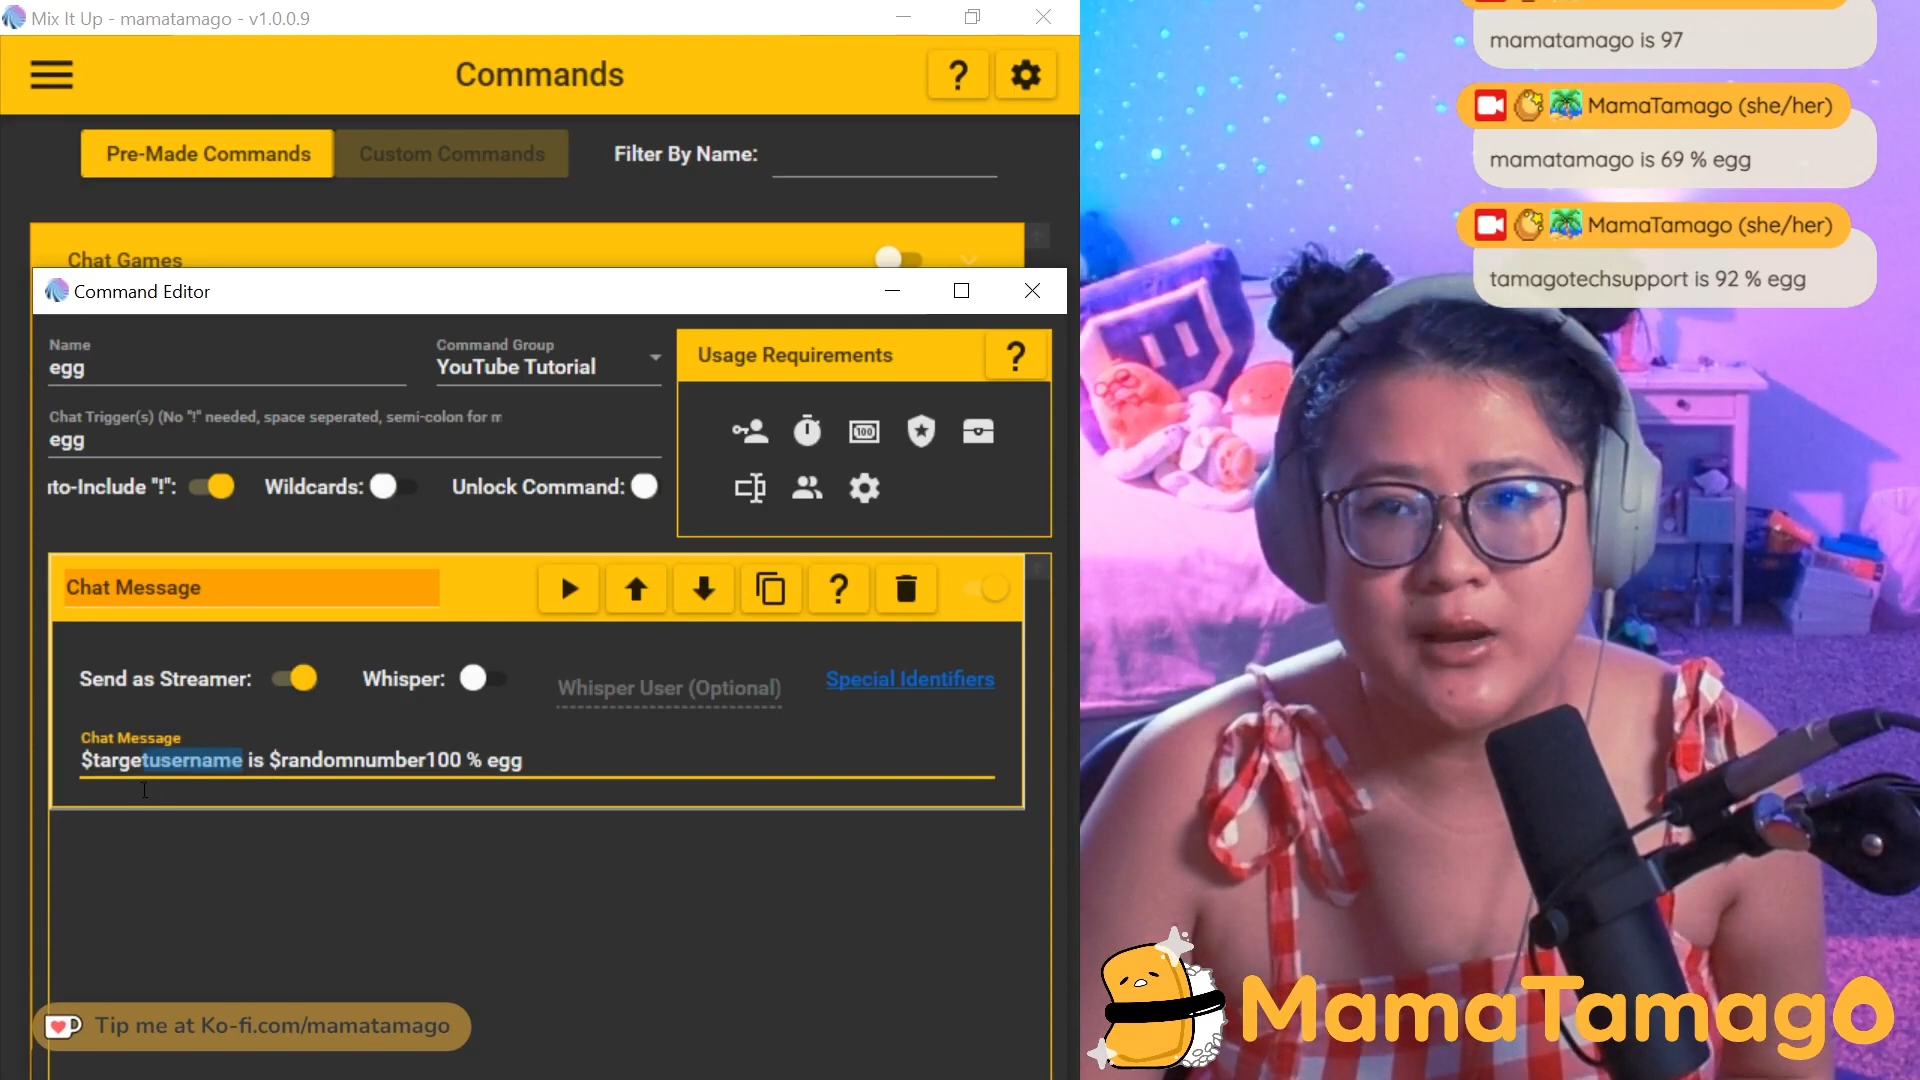 Mix It Up - mamatamago - v1.0.0.9
Commands
?
Pre-Made Commands
Custom Commands
Filter By Name:
Chat Games
Command Editor
Name
egg
Command Group
YouTube Tutorial
Chat Trigger(s) (No "!" needed, space seperated, semi-colon for m
egg
to-Include "!":
Wildcards:
Unlock Command:
Usage Requirements
?
100
Chat Message
?
Send as Streamer:
Whisper:
Whisper User (Optional)
Special Identifiers
Chat Message
$targetusername is $randomnumber100 % egg
Tip me at Ko-fi.com/mamatamago
mamatamago is 97
MamaTamago (she/her)
mamatamago is 69 % egg
MamaTamago (she/her)
tamagotechsupport is 92 % egg
MamaTamago